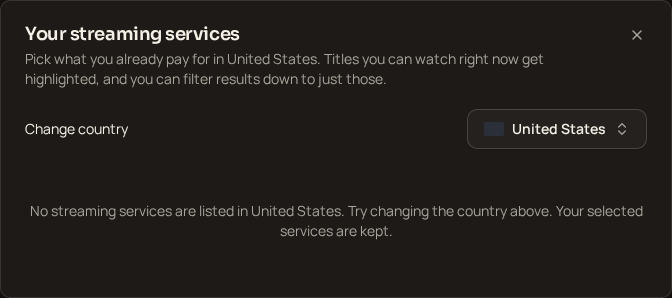 Your streaming services
Pick what you already pay for in United States. Titles you can watch right now get
highlighted, and you can filter results down to just those.
Change country
United States
No streaming services are listed in United States. Try changing the country above. Your selected
services are kept.